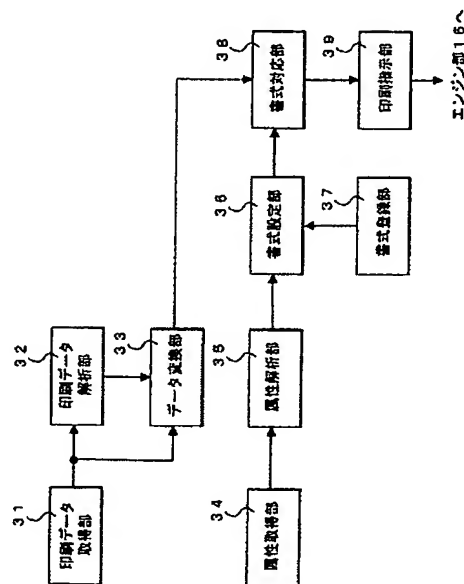 31
印刷データ
取得部
32
印刷データ
解析部
33
データ変換部
34
属性取得部
35
属性解析部
36
書式設定部
37
書式登録部
38
書式対応部
39
印刷指示部
エンジン部16へ